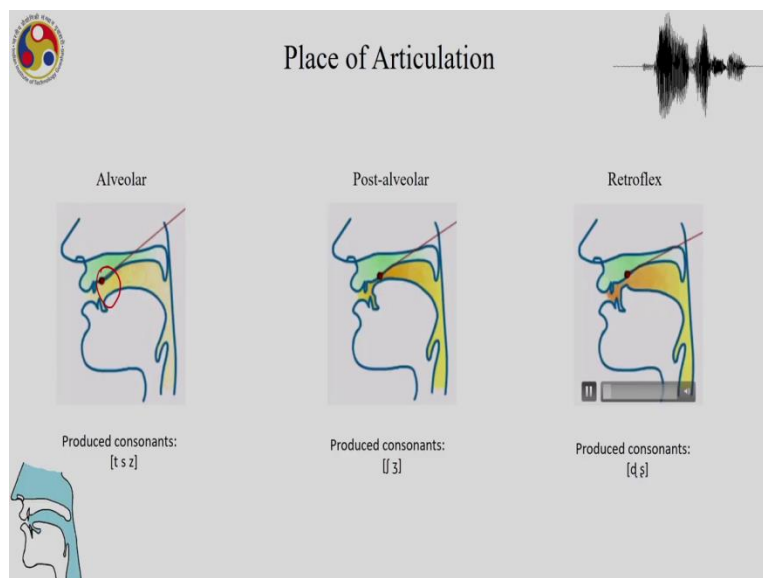 Place of Articulation
Alveolar
Post-alveolar
Retroflex
Produced consonants:
[t s z]
Produced consonants:
[ʃ ʒ]
Produced consonants:
[ɖ ʂ]